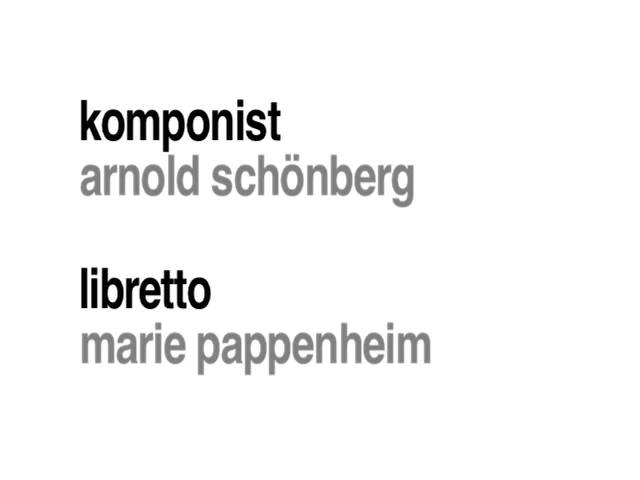 komponist
arnold schönberg
libretto
marie pappenheim